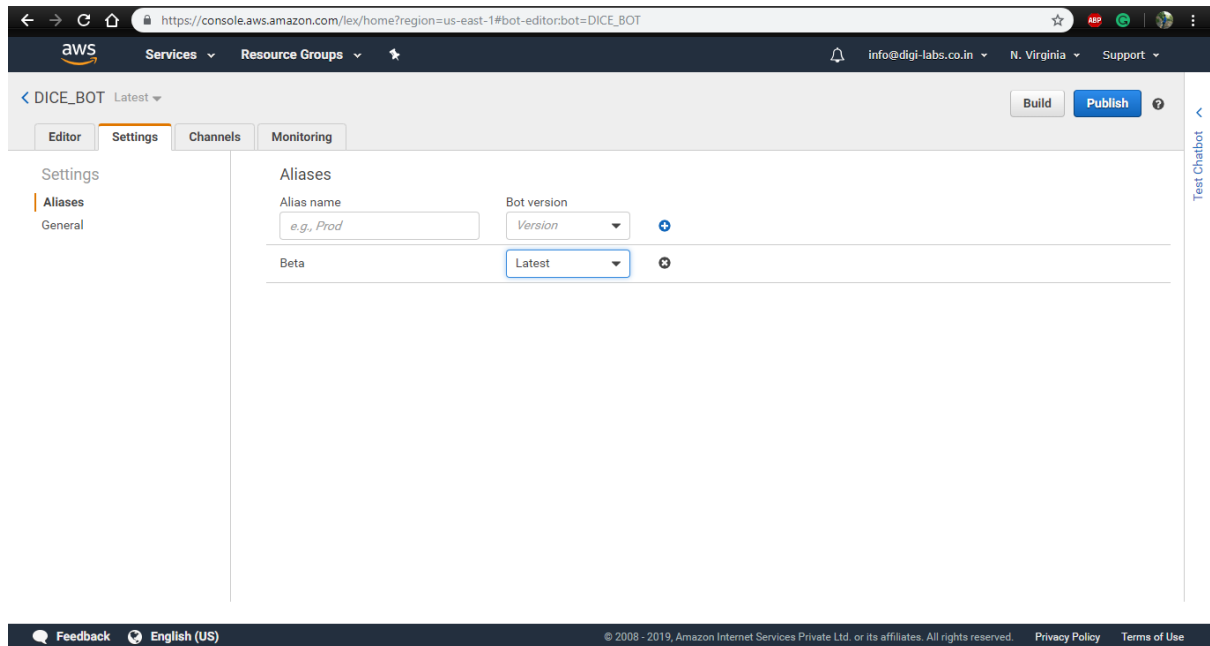 https://console.aws.amazon.com/lex/home?region=us-east-1#bot-editor:bot=DICE_BOT
ABP
G
aws Services Resource Groups info@digi-labs.co.in N. Virginia Support
DICE_BOT Latest Build Publish ?
Editor Settings Channels Monitoring
Test Chatbot
Settings
Aliases
General
Aliases
Alias name Bot version
e.g., Prod Version
Beta Latest
Feedback English (US) © 2008 - 2019, Amazon Internet Services Private Ltd. or its affiliates. All rights reserved. Privacy Policy Terms of Use